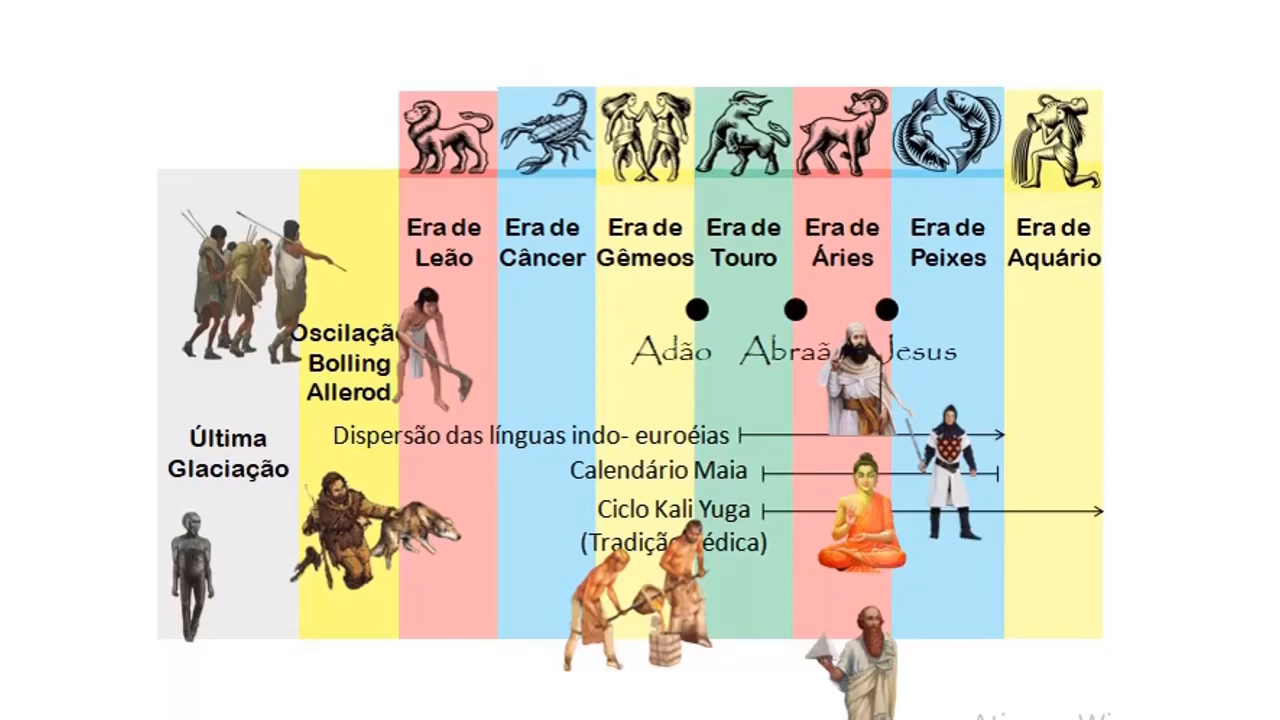 Era de
Leão
Era de
Câncer
Era de
Gêmeos
Era de
Touro
Era de
Áries
Era de
Peixes
Era de
Aquário
Oscilaçã
Bolling
Allerod
Adão
Abraã
Jesus
Dispersão das línguas indo- euroéias
Última
Glaciação
Calendário Maia
Ciclo Kali Yuga
(Tradiçã édica)